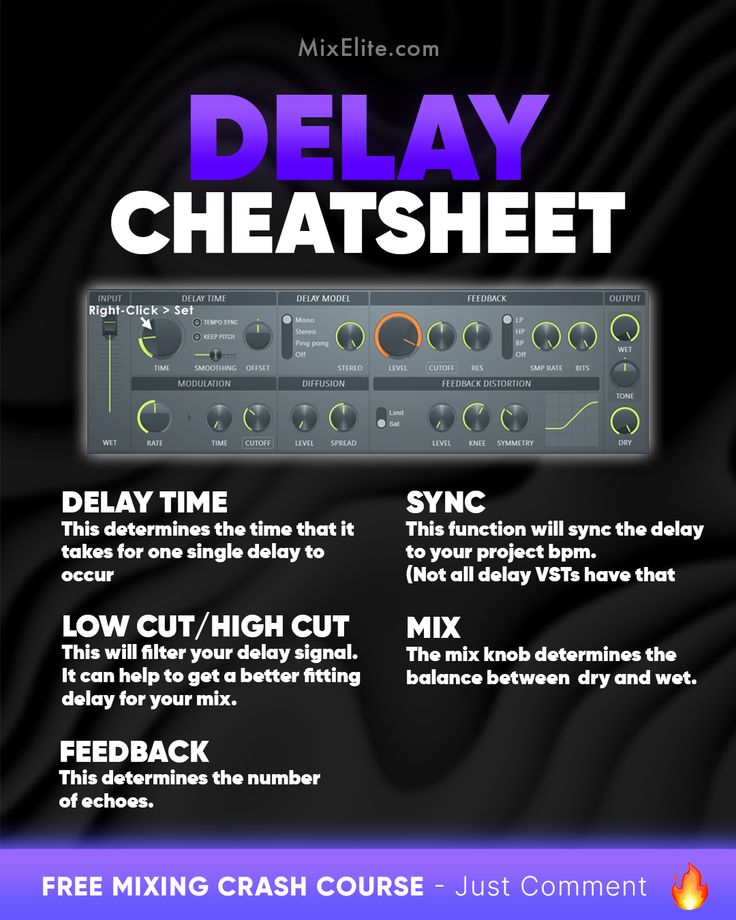 MixElite.com
DELAY
CHEATSHEET
INPUT
DELAY TIME
DELAY MODEL
FEEDBACK
OUTPUT
Right-Click > Set
TEMPO SYNC
KEEP PITCH
TIME
SMOOTHING
OFFSET
Mono
Stereo
Ping pong
Off
STEREO
LEVEL
CUTOFF
RES
LP
HP
BP
Off
SMP RATE
BITS
WET
TONE
DRY
MODULATION
DIFFUSION
FEEDBACK DISTORTION
WET
RATE
TIME
CUTOFF
LEVEL
SPREAD
Limit
Sat
LEVEL
KNEE
SYMMETRY
DELAY TIME
This determines the time that it
takes for one single delay to
occur
SYNC
This function will sync the delay
to your project bpm.
(Not all delay VSTs have that
LOW CUT/HIGH CUT
This will filter your delay signal.
It can help to get a better fitting
delay for your mix.
MIX
The mix knob determines the
balance between dry and wet.
FEEDBACK
This determines the number
of echoes.
FREE MIXING CRASH COURSE - Just Comment